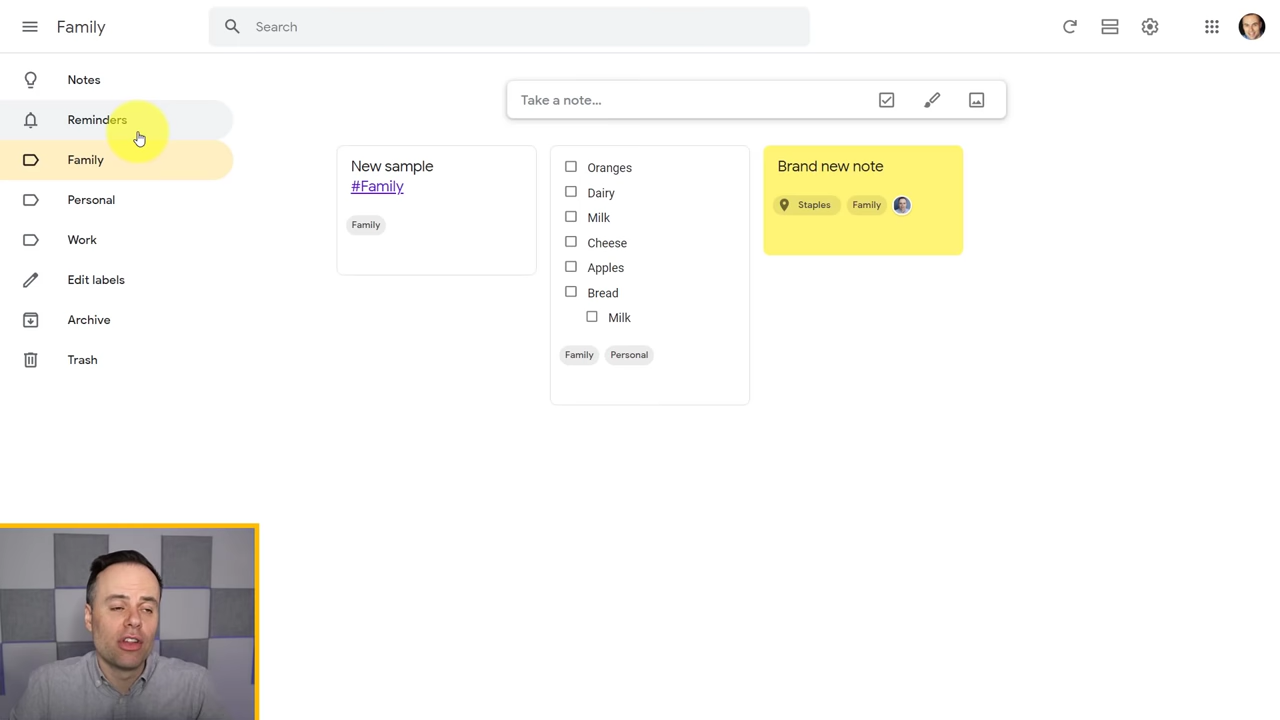 Family
Search
Notes
Reminders
Family
Personal
Work
Edit labels
Archive
Trash
Take a note...
New sample
#Family
Family
Oranges
Dairy
Milk
Cheese
Apples
Bread
Milk
Family Personal
Brand new note
Staples Family